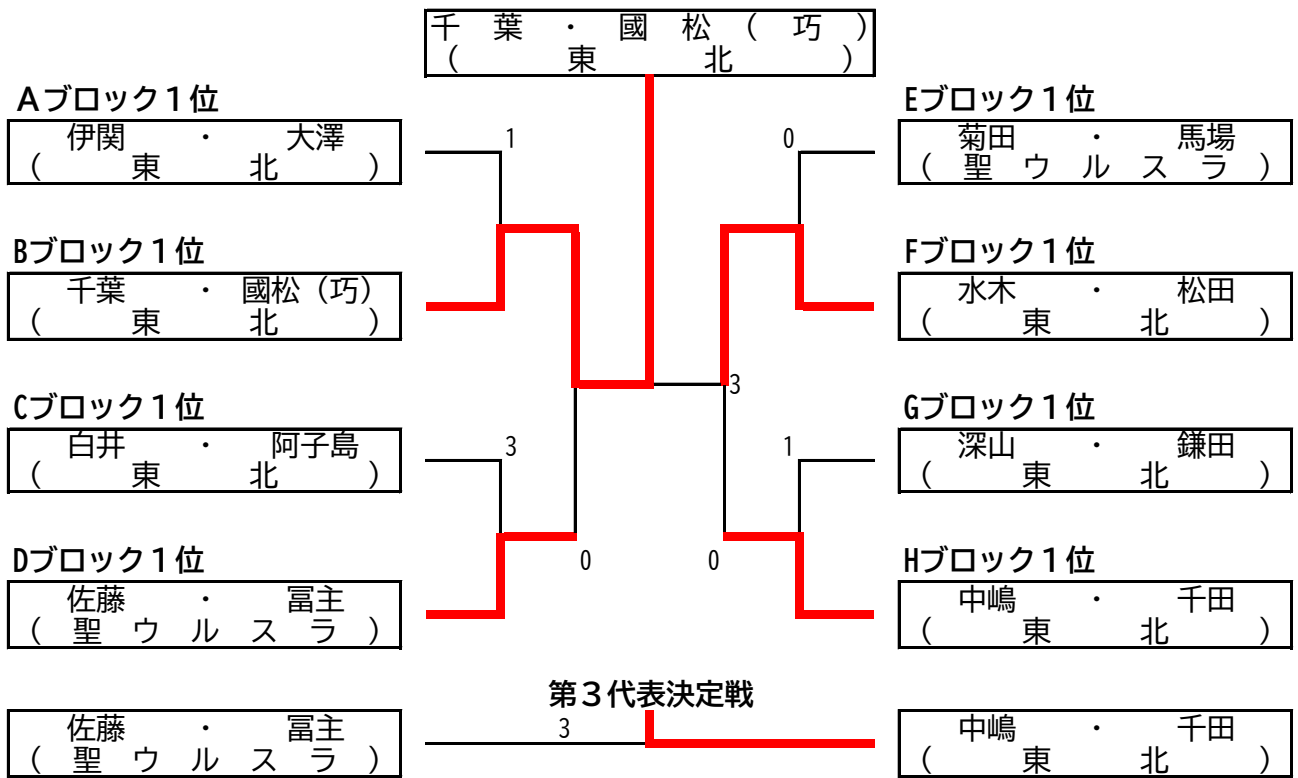 千葉・國松(巧)
(東北)
Aブロック1位
伊関・大澤
(東北)
1
Bブロック1位
千葉・國松(巧)
(東北)
Cブロック1位
白井・阿子島
(東北)
3
Dブロック1位
佐藤・冨主
(聖ウルスラ)
0
Eブロック1位
菊田・馬場
(聖ウルスラ)
0
Fブロック1位
水木・松田
(東北)
3
Gブロック1位
深山・鎌田
(東北)
1
Hブロック1位
中嶋・千田
(東北)
0
第3代表決定戦
佐藤・冨主
(聖ウルスラ)
3
中嶋・千田
(東北)